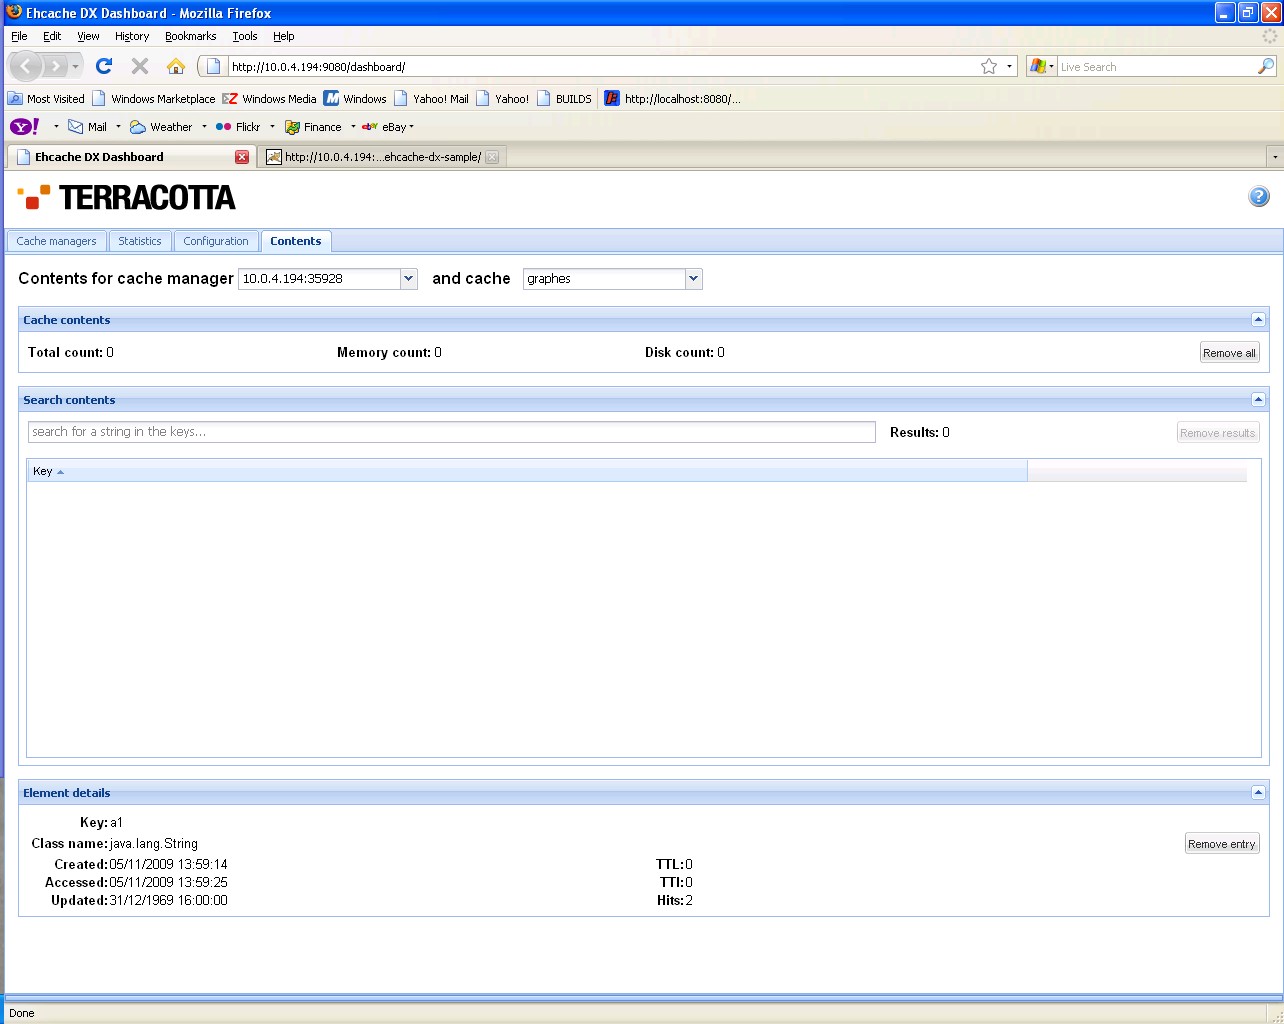 Ehcache DX Dashboard - Mozilla Firefox
File Edit View History Bookmarks Tools Help
http://10.0.4.194:9080/dashboard/ Live Search
Most Visited Windows Marketplace Windows Media Windows Yahoo! Mail Yahoo! BUILDS http://localhost:8080/...
Y! Mail Weather Flickr Finance eBay
Ehcache DX Dashboard http://10.0.4.194:...ehcache-dx-sample/
TERRACOTTA
Cache managers Statistics Configuration Contents
Contents for cache manager 10.0.4.194:35928 and cache graphes
Cache contents
Total count: 0 Memory count: 0 Disk count: 0 Remove all
Search contents
search for a string in the keys... Results: 0 Remove results
Key
Element details
Key: a1
Class name: java.lang.String Remove entry
Created: 05/11/2009 13:59:14 TTL: 0
Accessed: 05/11/2009 13:59:25 TTI: 0
Updated: 31/12/1969 16:00:00 Hits: 2
Done